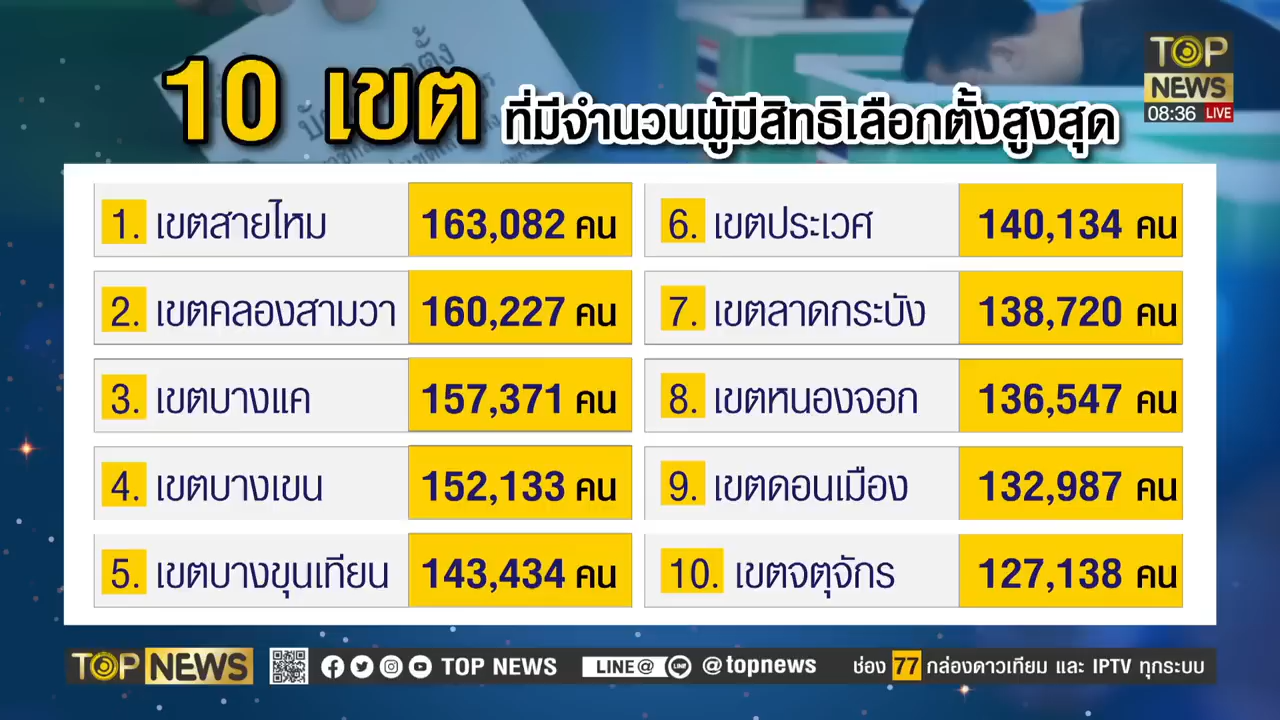 10 เขต ที่มีจำนวนผู้มีสิทธิเลือกตั้งสูงสุด
TOP
NEWS
08:36 LIVE
1. เขตสายไหม 163,082 คน
2. เขตคลองสามวา 160,227 คน
3. เขตบางแค 157,371 คน
4. เขตบางเขน 152,133 คน
5. เขตบางขุนเทียน 143,434 คน
6. เขตประเวศ 140,134 คน
7. เขตลาดกระบัง 138,720 คน
8. เขตหนองจอก 136,547 คน
9. เขตดอนเมือง 132,987 คน
10. เขตจตุจักร 127,138 คน
TOP NEWS TOP NEWS LINE@ LINE @topnews ช่อง 77 กล่องดาวเทียม และ IPTV ทุกระบบ